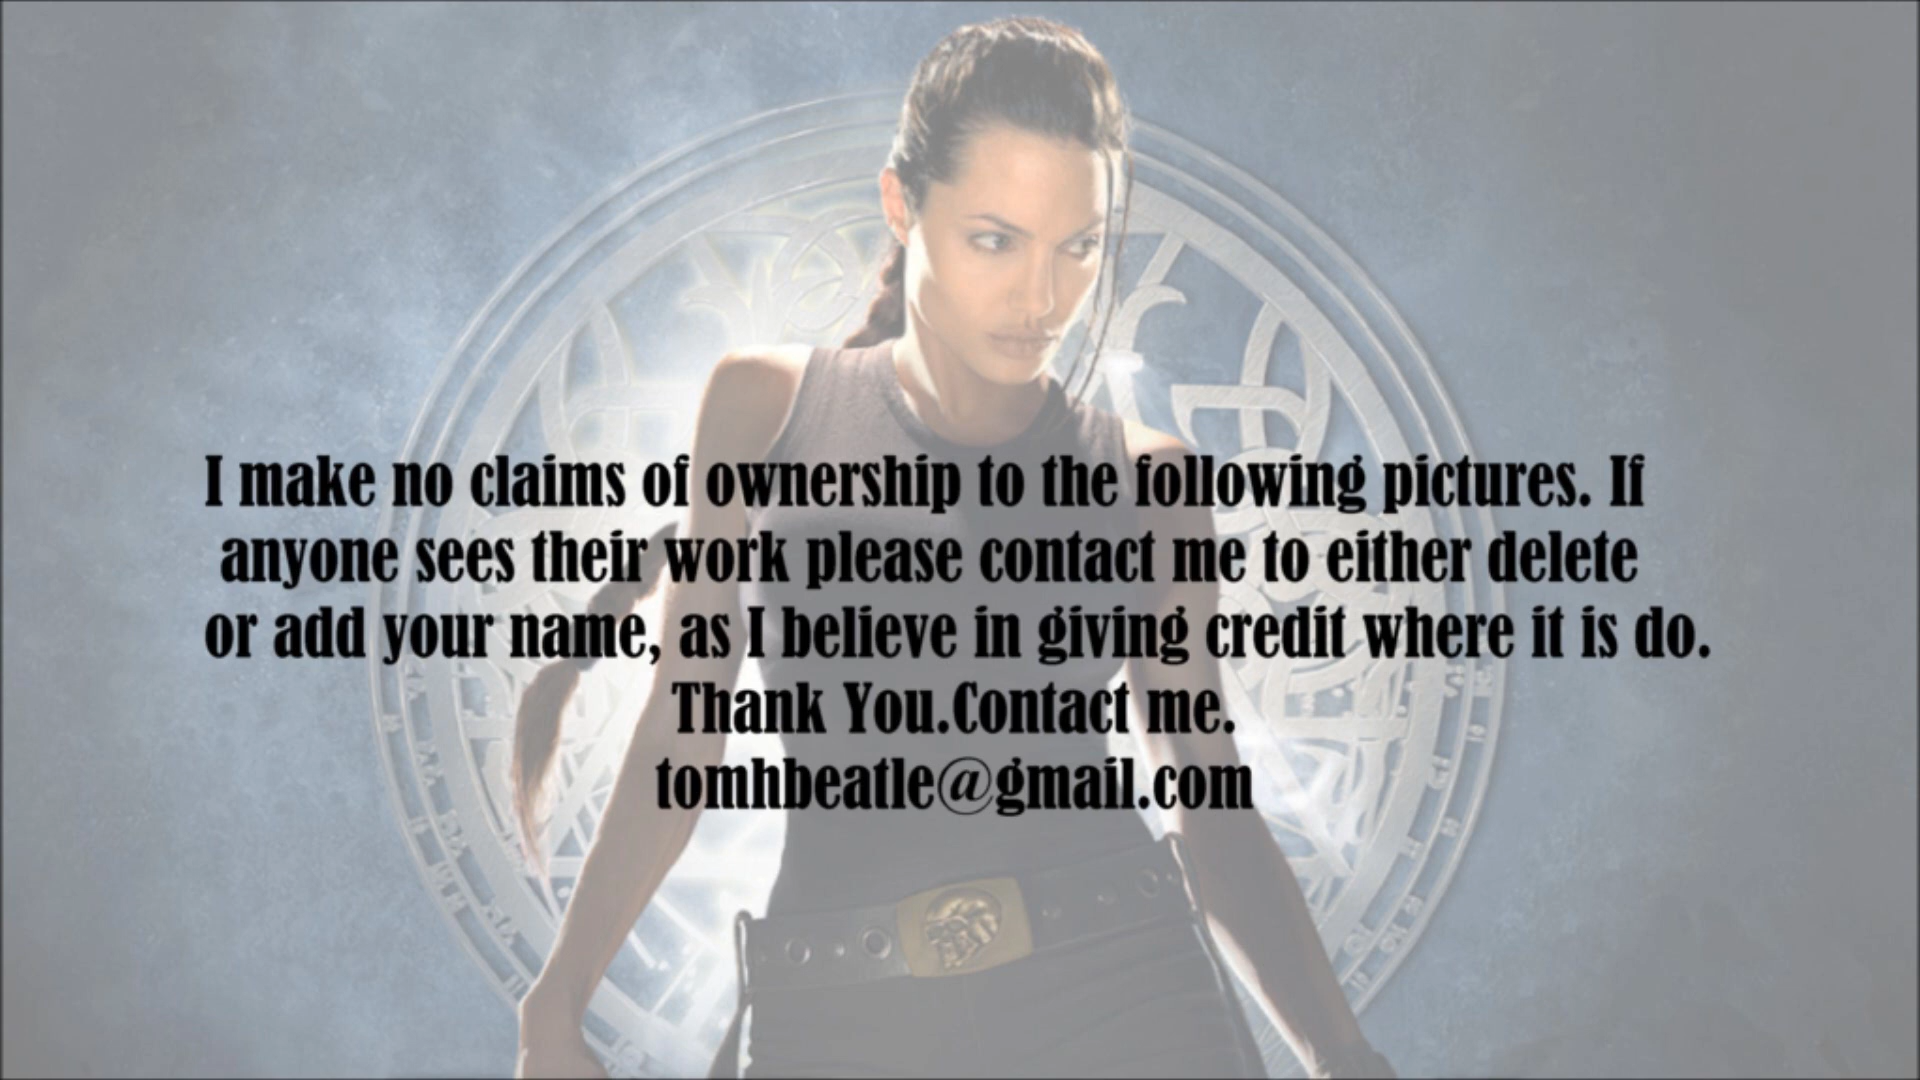 I make no claims of ownership to the following pictures. If
anyone sees their work please contact me to either delete
or add your name, as I believe in giving credit where it is do.
Thank You.Contact me.
tomhbeatle@gmail.com